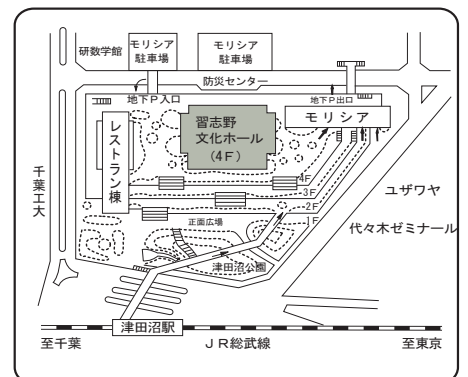 研数学館
モリシア
駐車場
モリシア
駐車場
防災センター
地下P入口
地下P出口
モリシア
レストラン棟
習志野
文化ホール
(4F)
千葉工大
4F
3F
2F
1F
ユザワヤ
代々木ゼミナール
正面広場
津田沼公園
津田沼駅
至千葉
JR総武線
至東京